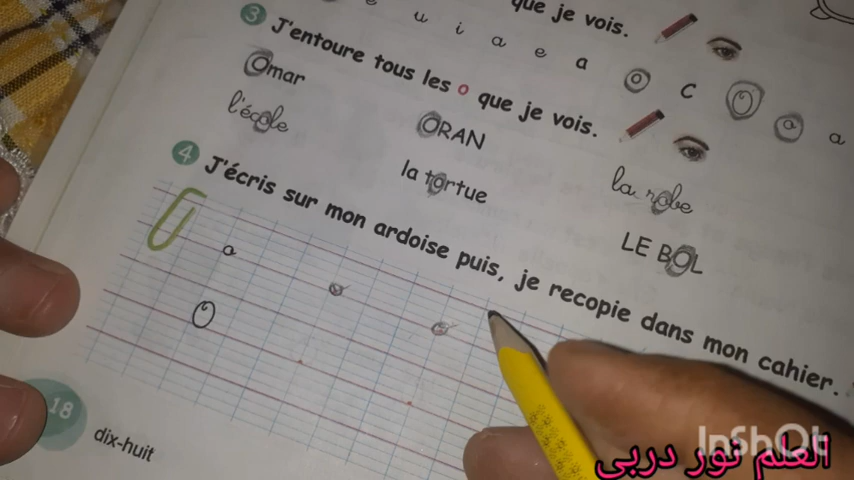 que je vois.
e u i a e a o c O a a
3 J'entoure tous les o que je vois.
Omar ORAN la robe
l'école la tortue LE BOL
4 J'écris sur mon ardoise puis, je recopie dans mon cahier.
o
O
18
dix-huit
InShOt
العلم نور دربي